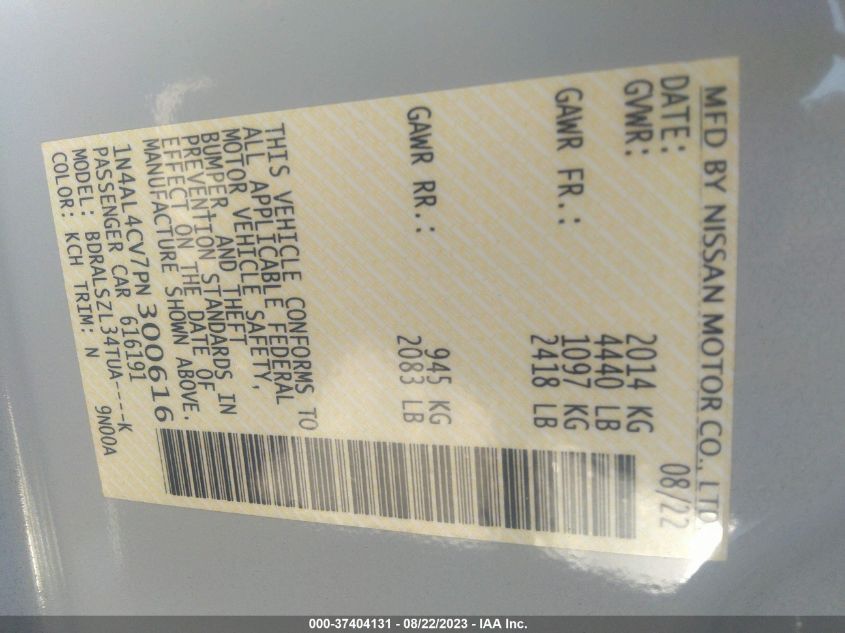 MFD BY NISSAN MOTOR CO., LTD
DATE: 08/22
GVWR: 2014 KG
4440 LB
GAWR FR.: 1097 KG
2418 LB
GAWR RR.: 945 KG
2083 LB
THIS VEHICLE CONFORMS TO
ALL APPLICABLE FEDERAL
MOTOR VEHICLE SAFETY,
BUMPER, AND THEFT
PREVENTION STANDARDS IN
EFFECT ON THE DATE OF
MANUFACTURE SHOWN ABOVE.
1N4AL4CV7PN300616
PASSENGER CAR 616191
MODEL: BDRALSZL34TUA----K
COLOR: KCH TRIM: N 9N00A
000-37404131 - 08/22/2023 - IAA Inc.